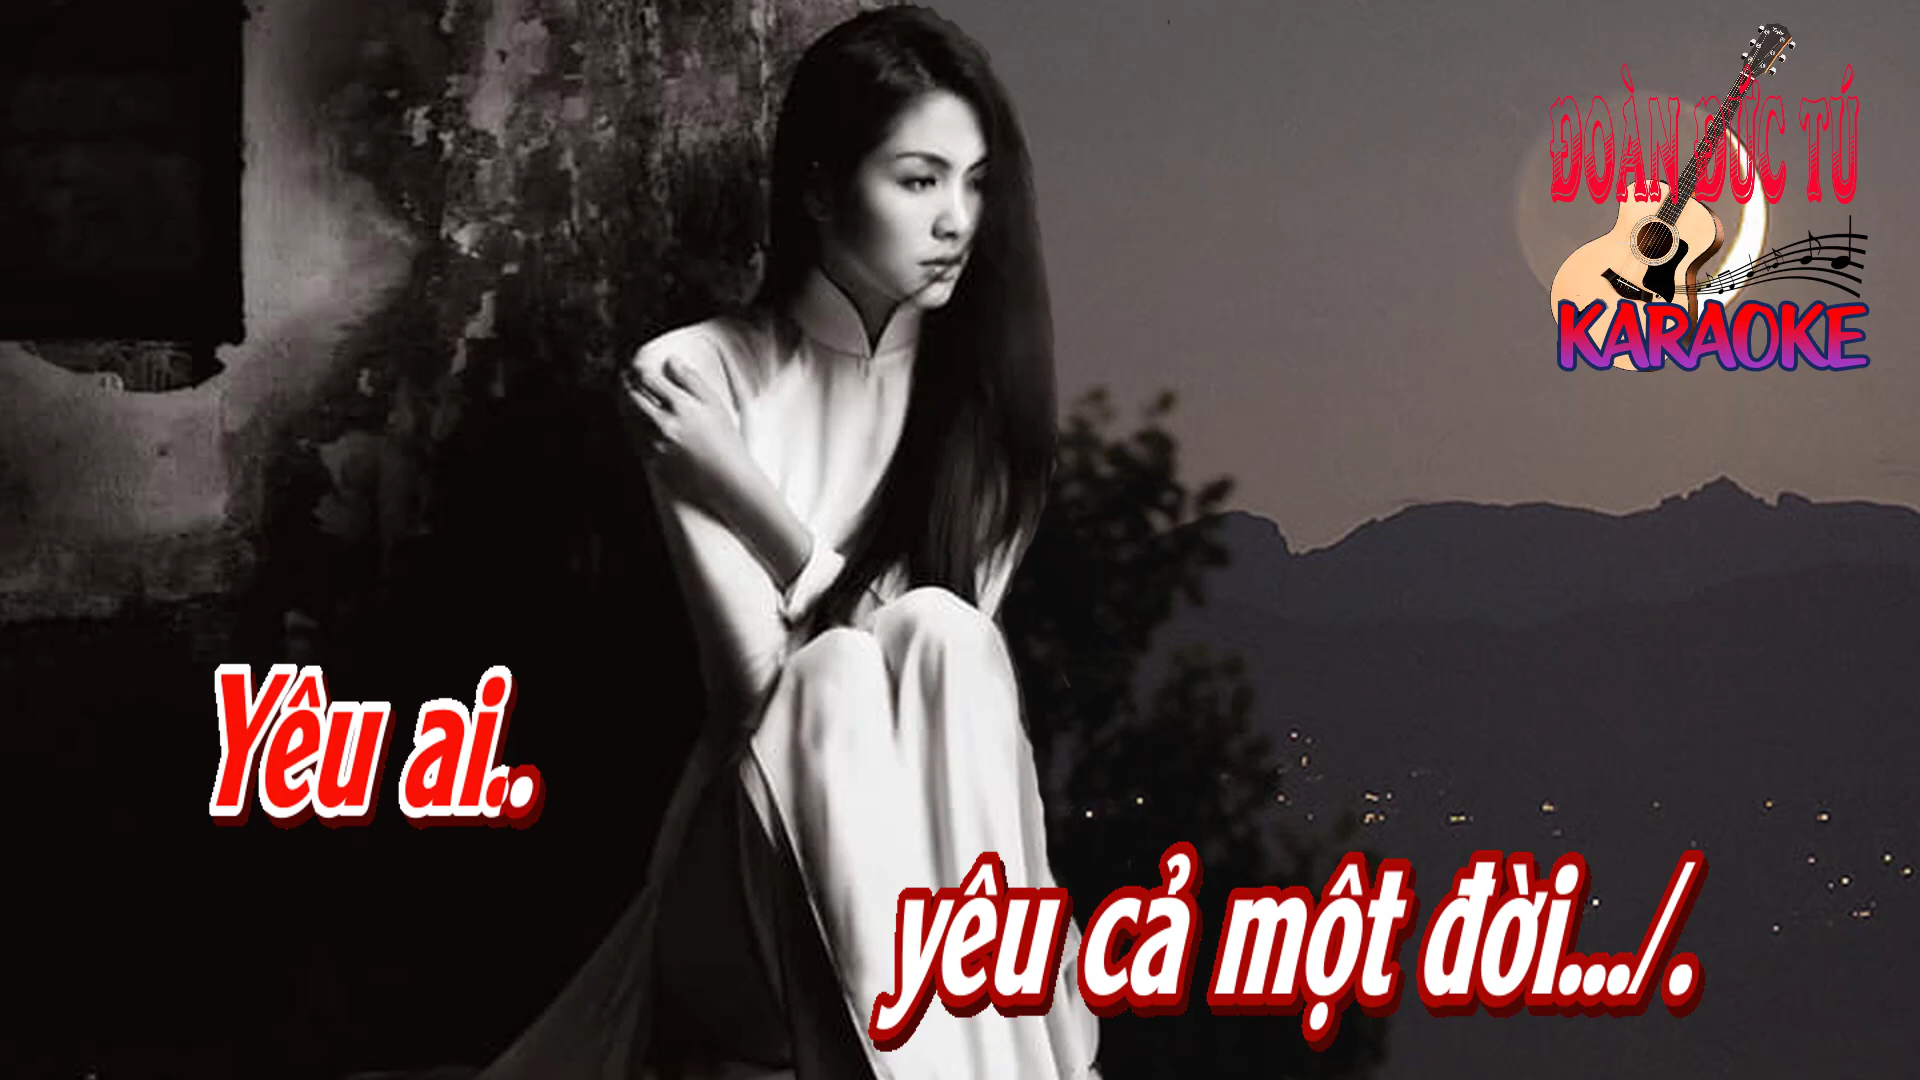 ĐOÀN ĐỨC TÚ
KARAOKE
Yêu ai..
yêu cả một đời.../.